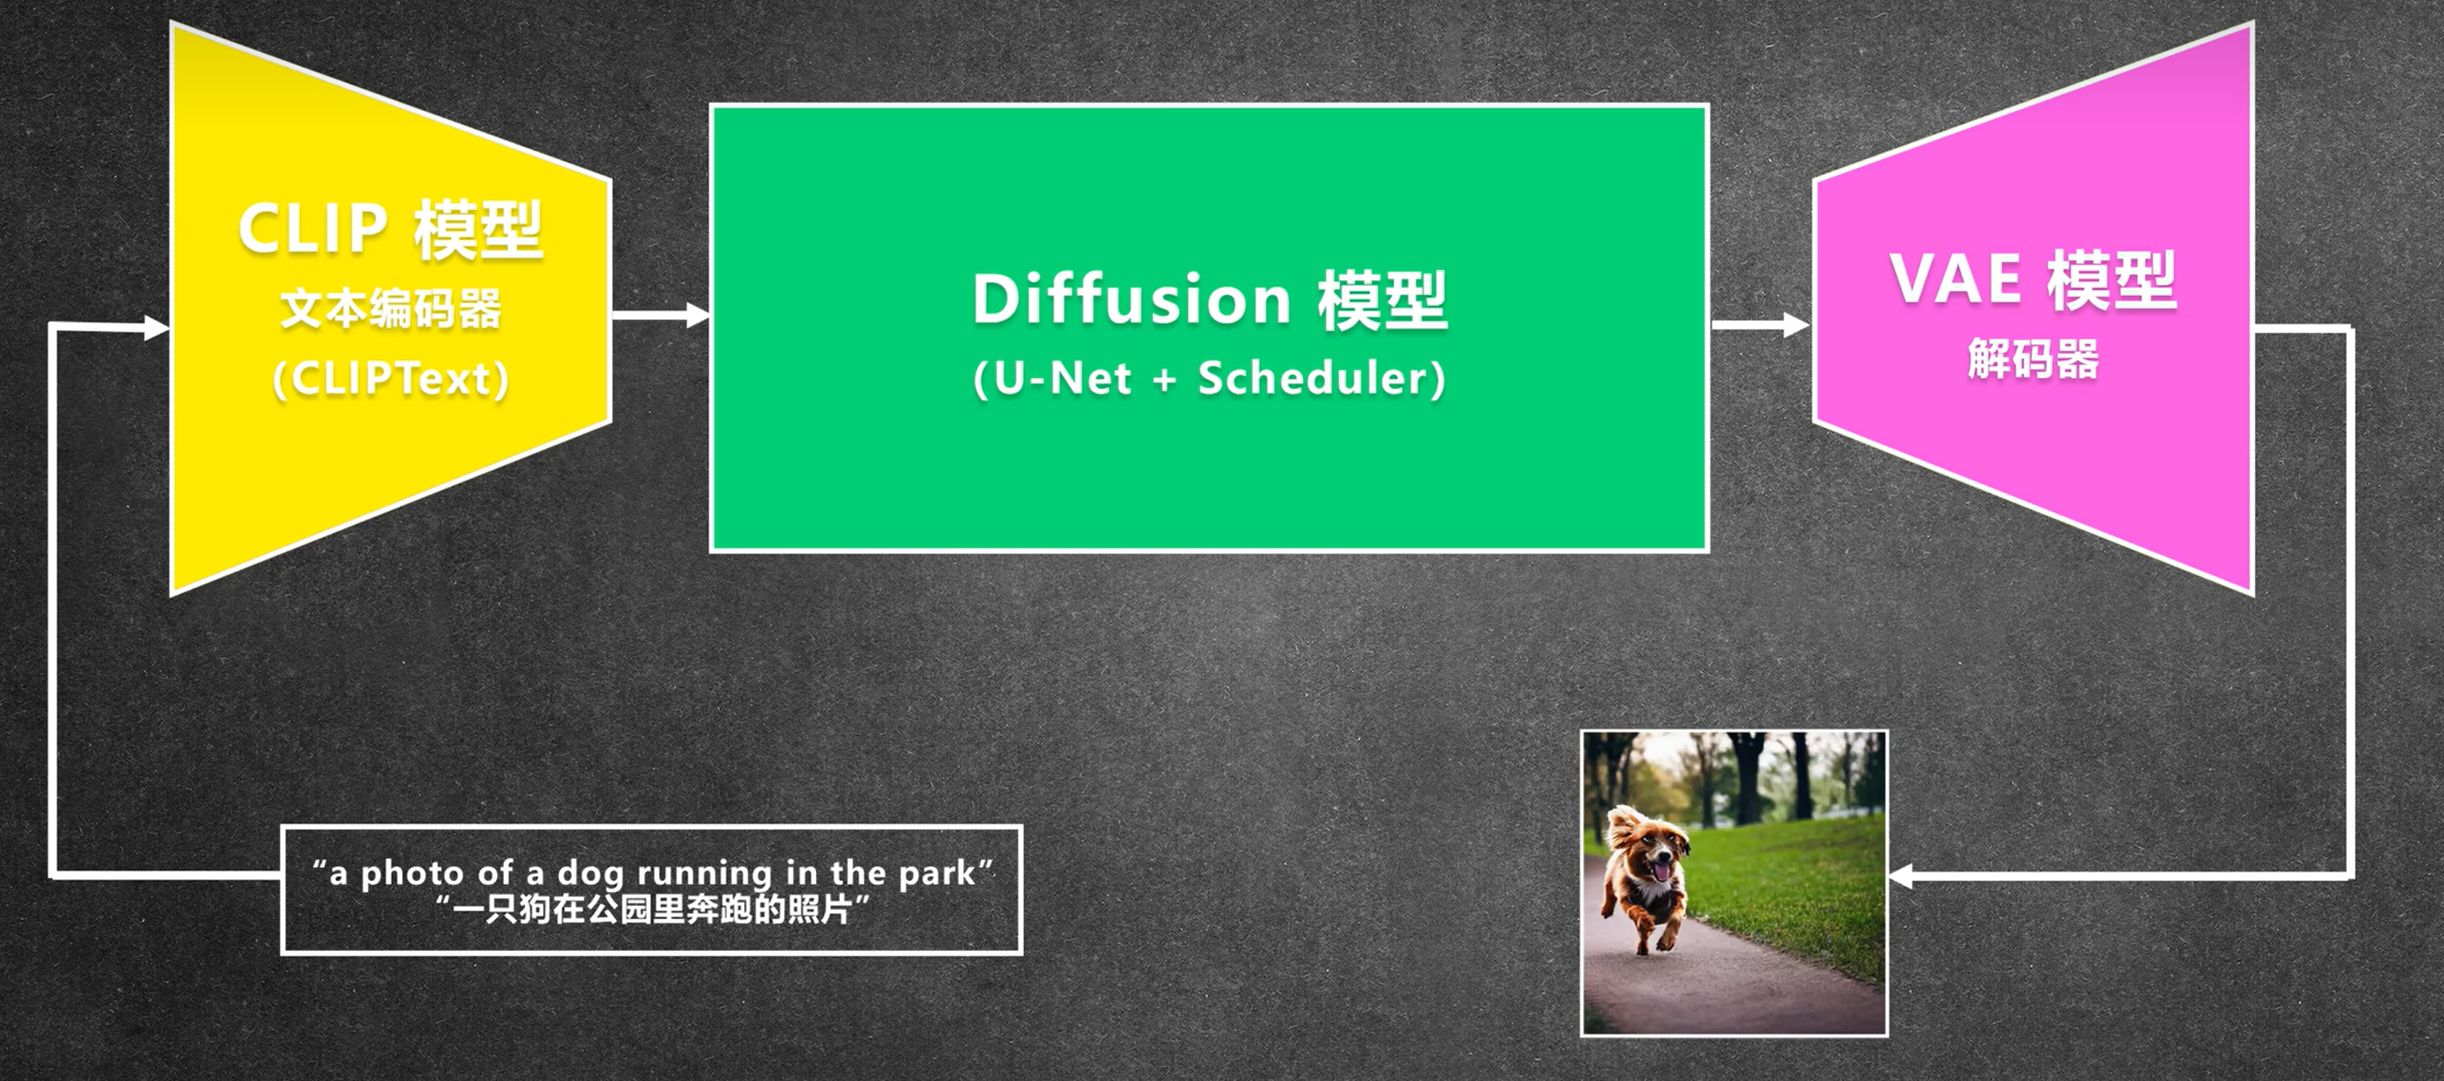 CLIP 模型
文本编码器
(CLIPText)
Diffusion 模型
(U-Net + Scheduler)
VAE 模型
解码器
“a photo of a dog running in the park”
“一只狗在公园里奔跑的照片”